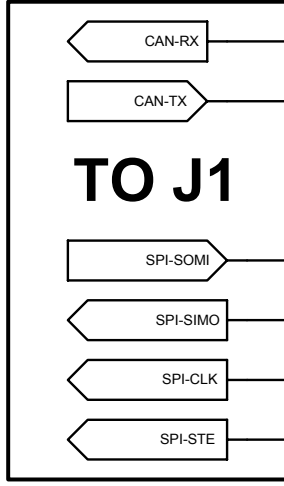 CAN-RX
CAN-TX
TO J1
SPI-SOMI
SPI-SIMO
SPI-CLK
SPI-STE